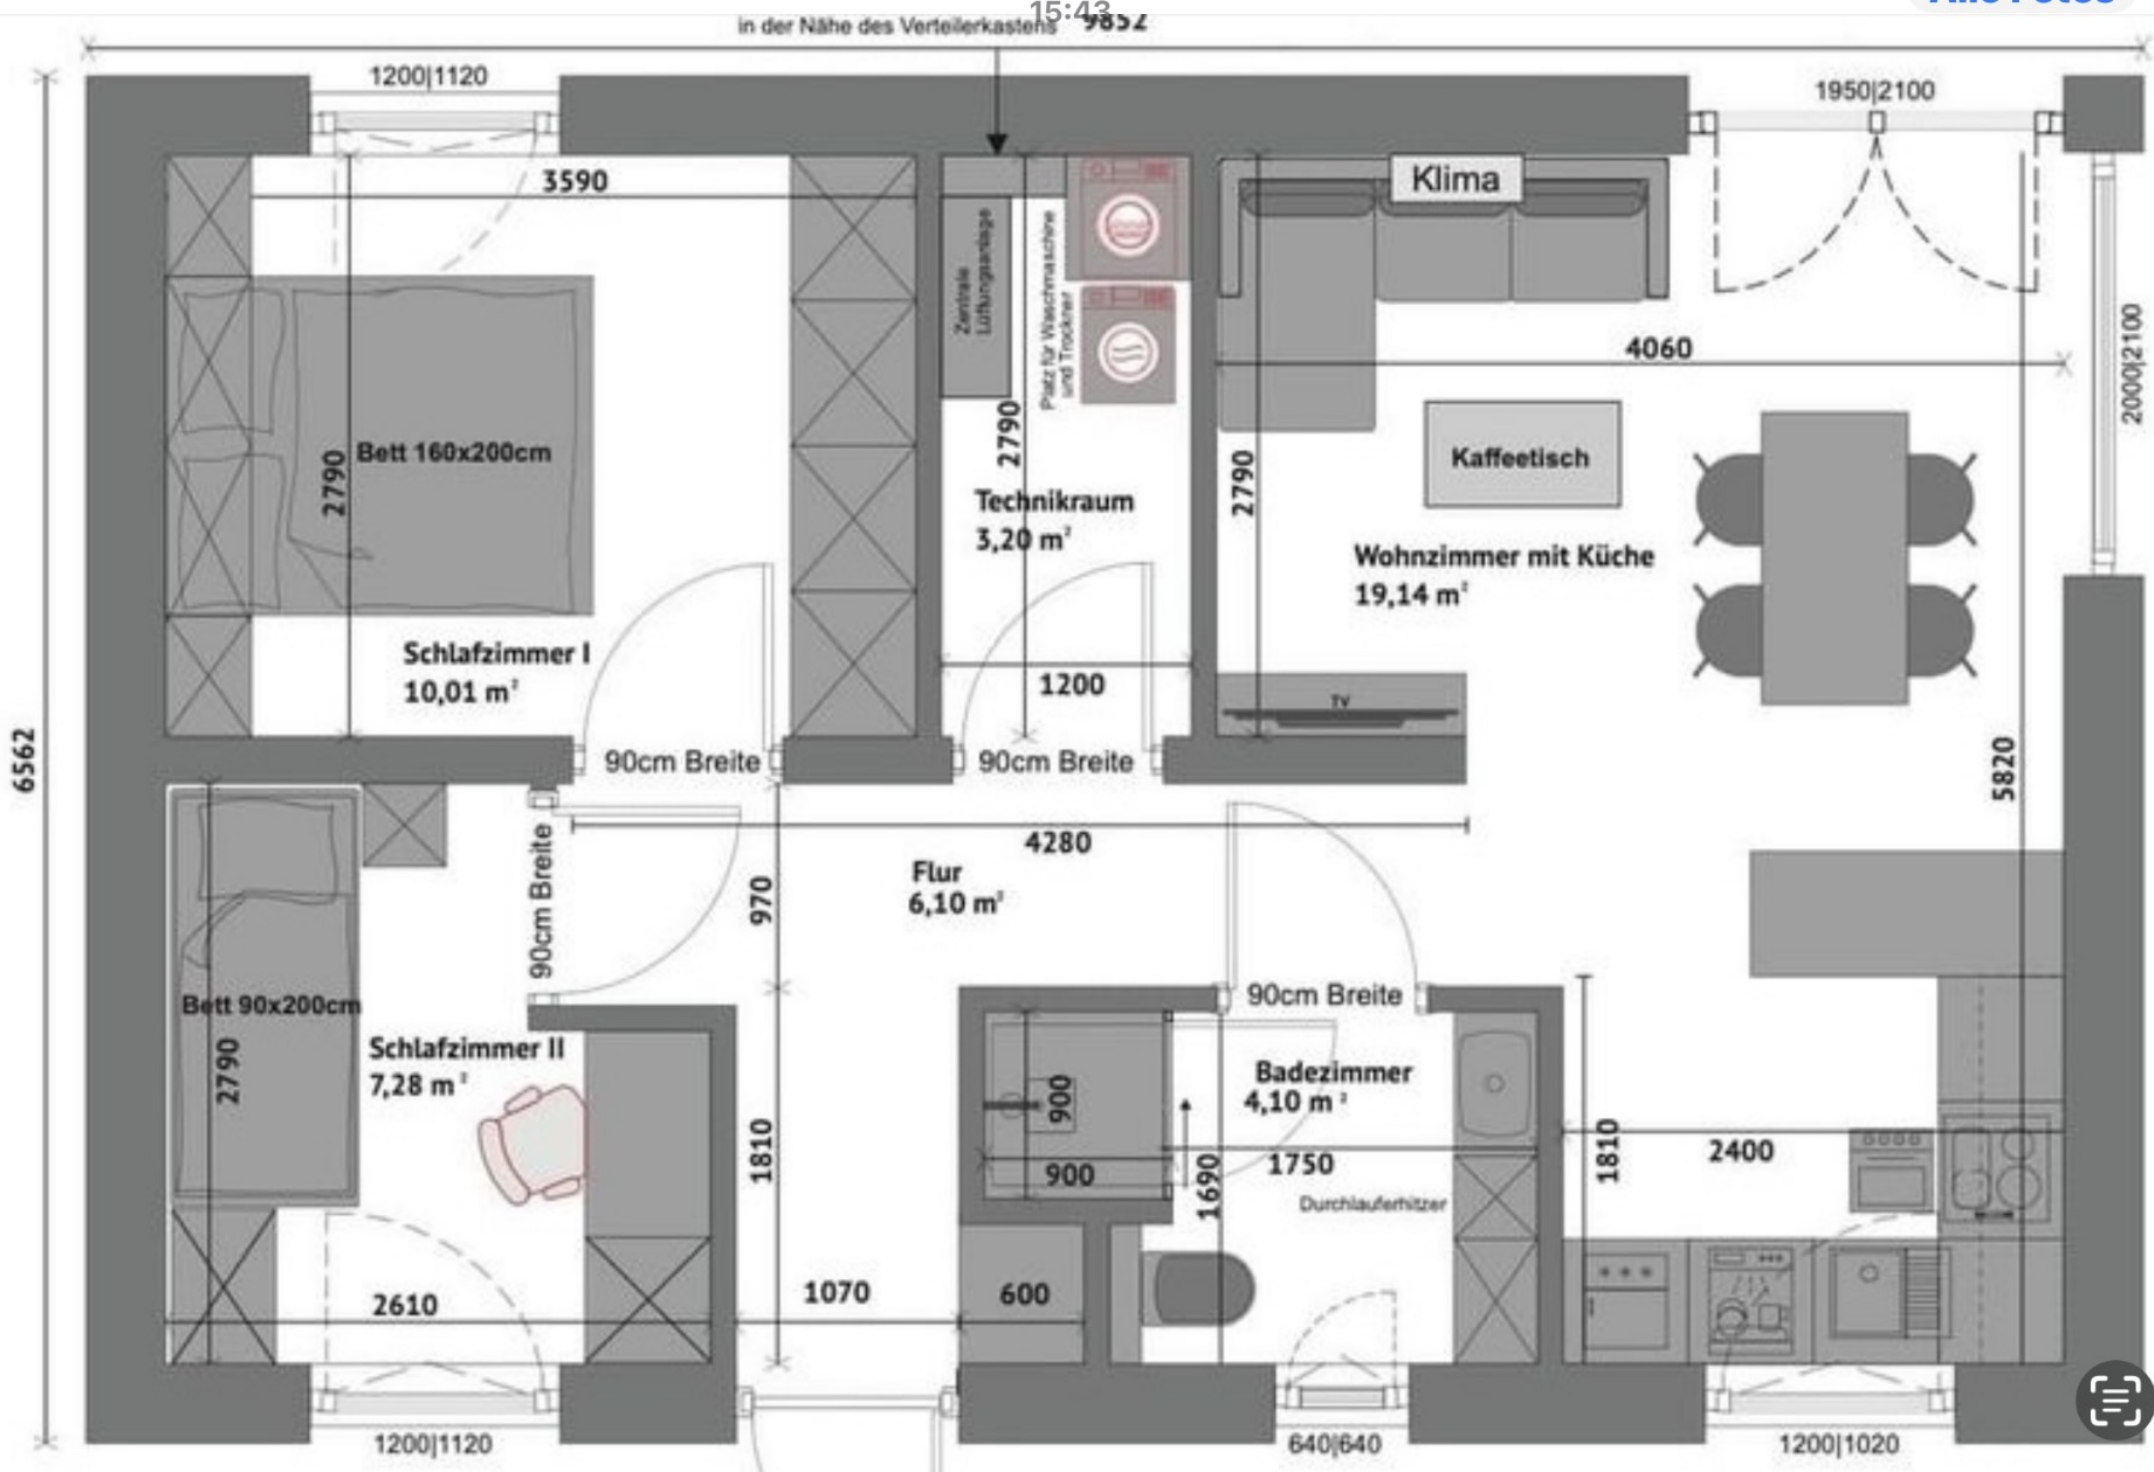 15:43
in der Nähe des Verteilerkastens
9852
1200|1120
1950|2100
3590
Klima
Zentrale
Lüftungsanlage
Platz für Waschmaschine
und Trockner
4060
2000|2100
2790
Bett 160x200cm
2790
2790
Kaffeetisch
Technikraum
3,20 m²
Wohnzimmer mit Küche
19,14 m²
Schlafzimmer I
10,01 m²
1200
TV
6562
90cm Breite
90cm Breite
5820
4280
90cm Breite
970
Flur
6,10 m²
90cm Breite
Bett 90x200cm
Schlafzimmer II
7,28 m²
2790
900
Badezimmer
4,10 m²
1810
900
1690
1750
1810
2400
Durchlauferhitzer
2610
1070
600
1200|1120
640|640
1200|1020